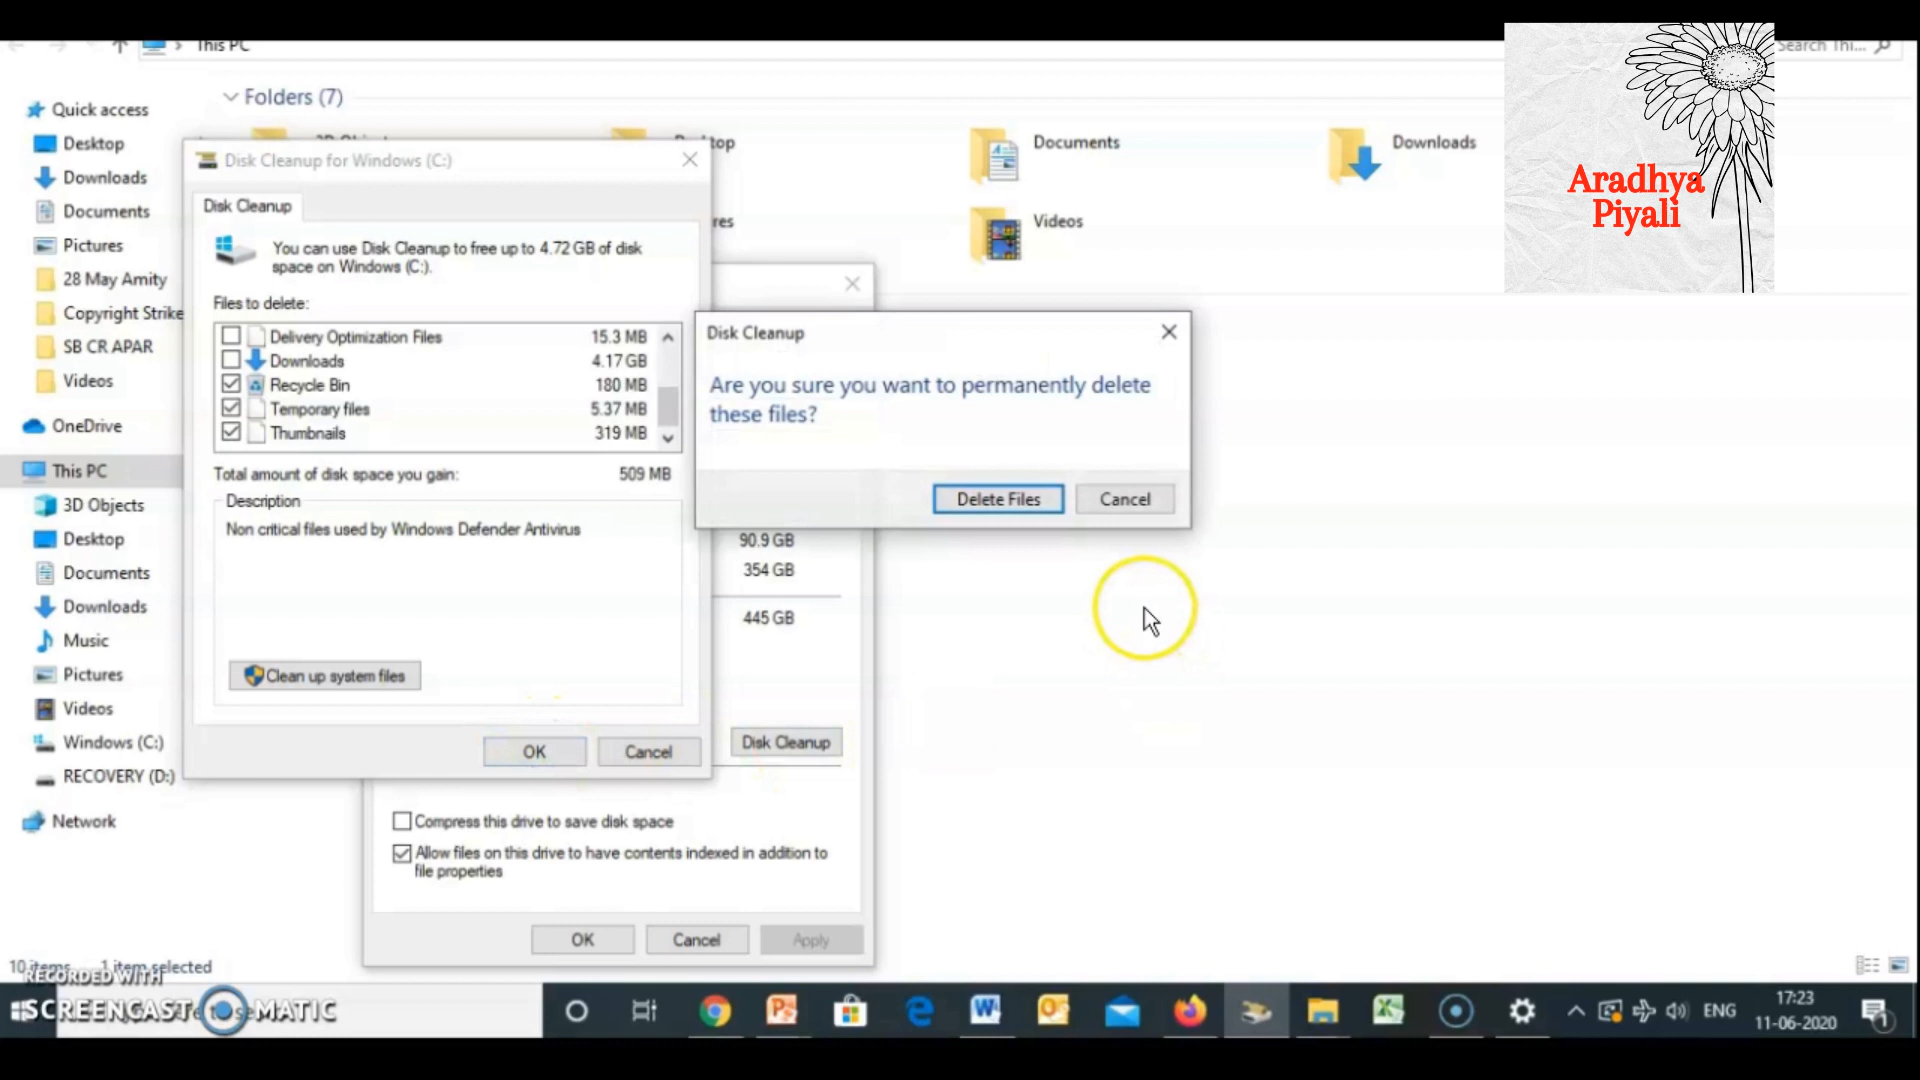 This PC
Search Thi...
Aradhya
Piyali
Quick access
Desktop
Downloads
Documents
Pictures
28 May Amity
Copyright Strike
SB CR APAR
Videos
OneDrive
This PC
3D Objects
Desktop
Documents
Downloads
Music
Pictures
Videos
Windows (C:)
RECOVERY (D:)
Network
Folders (7)
Documents
Downloads
Videos
Disk Cleanup for Windows (C:)
Disk Cleanup
You can use Disk Cleanup to free up to 4.72 GB of disk
space on Windows (C:).
Files to delete:
Delivery Optimization Files 15.3 MB
Downloads 4.17 GB
Recycle Bin 180 MB
Temporary files 5.37 MB
Thumbnails 319 MB
Total amount of disk space you gain: 509 MB
Description
Non critical files used by Windows Defender Antivirus
Clean up system files
OK Cancel
Disk Cleanup
Are you sure you want to permanently delete
these files?
Delete Files Cancel
90.9 GB
354 GB
445 GB
Disk Cleanup
Compress this drive to save disk space
Allow files on this drive to have contents indexed in addition to
file properties
OK Cancel Apply
10 items 1 item selected
RECORDED WITH
SCREENCAST MATIC
ENG
17:23
11-06-2020
1